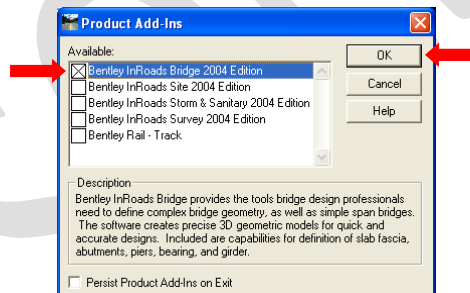 Product Add-Ins
Available:
OK
Bentley InRoads Bridge 2004 Edition
Bentley InRoads Site 2004 Edition
Cancel
Bentley InRoads Storm & Sanitary 2004 Edition
Help
Bentley InRoads Survey 2004 Edition
Bentley Rail - Track
Description
Bentley InRoads Bridge provides the tools bridge design professionals
need to define complex bridge geometry, as well as simple span bridges.
The software creates precise 3D geometric models for quick and
accurate designs. Included are capabilities for definition of slab fascia,
abutments, piers, bearing, and girder.
Persist Product Add-Ins on Exit